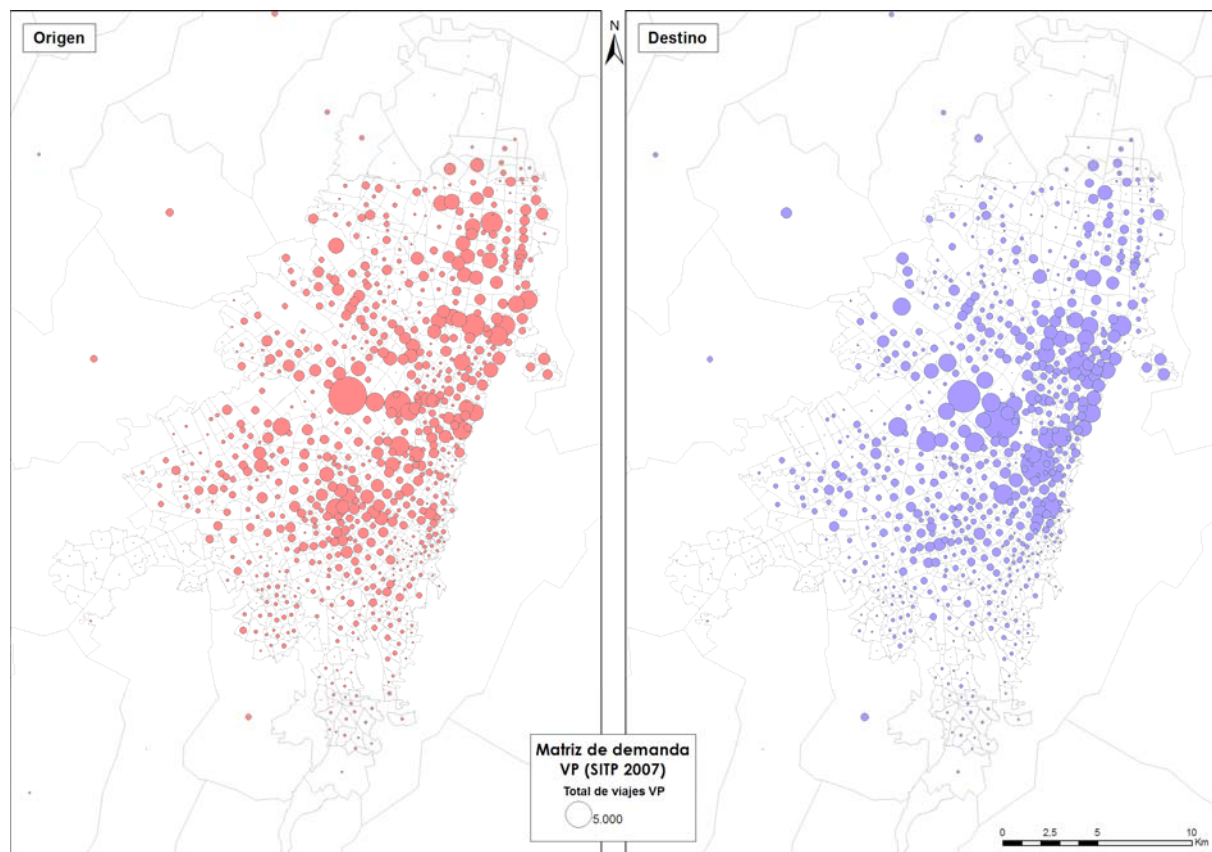 Origen
N
Destino
Matriz de demanda
VP (SITP 2007)
Total de viajes VP
5.000
0 2,5 5 10
Km